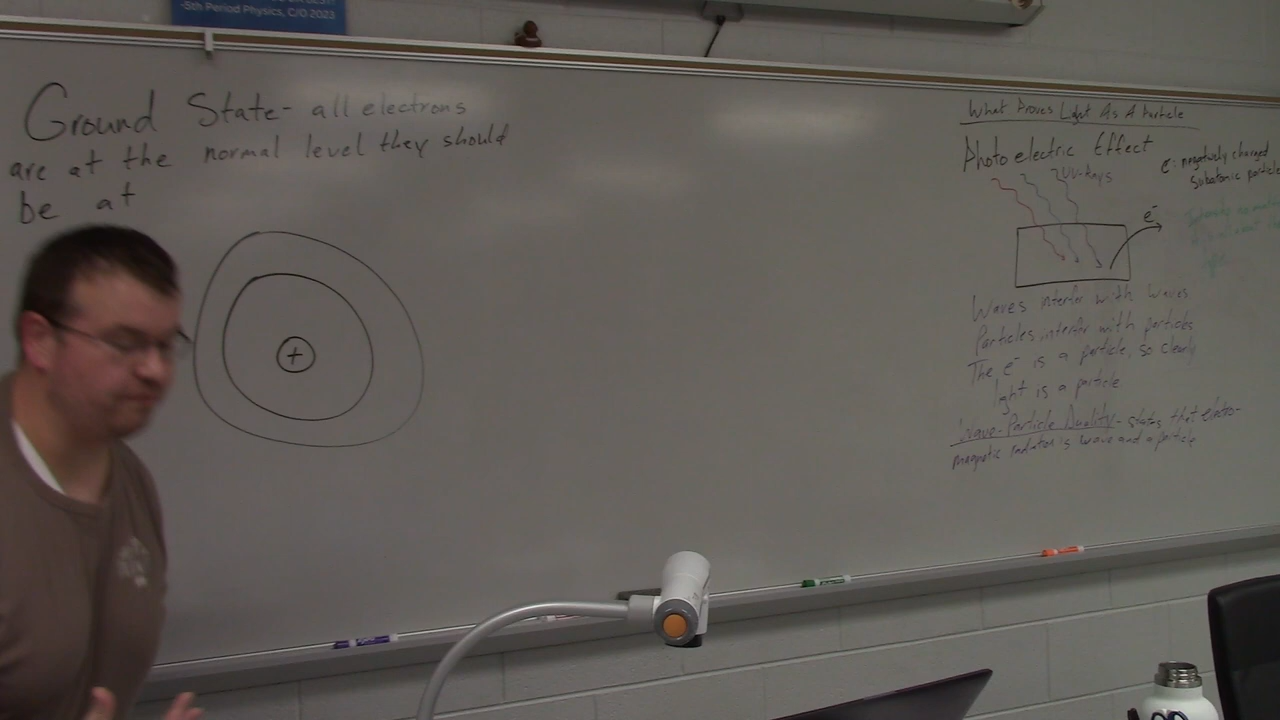 -5th Period Physics, C/O 2023
Ground State- all electrons
are at the normal level they should
be at
+
What Proves Light As A Particle
Photoelectric Effect
UV-Rays
e⁻: negatively charged
subatomic particle
e⁻
Waves interfer with waves
Particles interfer with particles
The e⁻ is a particle, so clearly
light is a particle
Wave-Particle Duality- states that electro-
magnetic radiation is wave and a particle